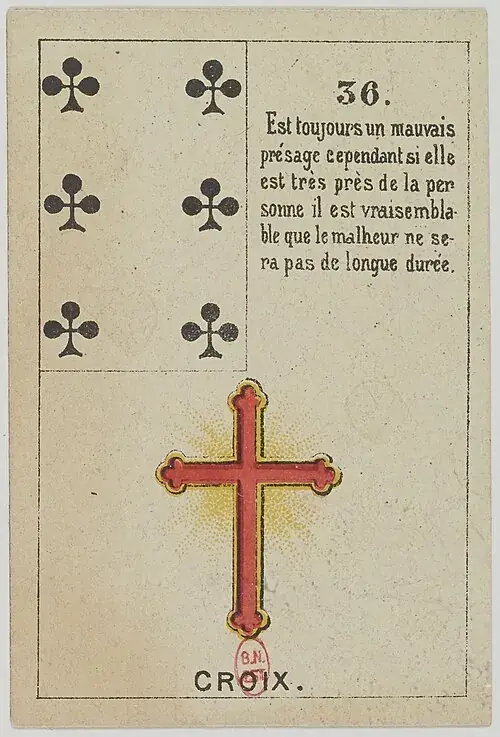 36.
Est toujours un mauvais
présage cependant si elle
est très près de la per
sonne il est vraisembla-
ble que le malheur ne se-
ra pas de longue durée.
B.N.
CROIX.